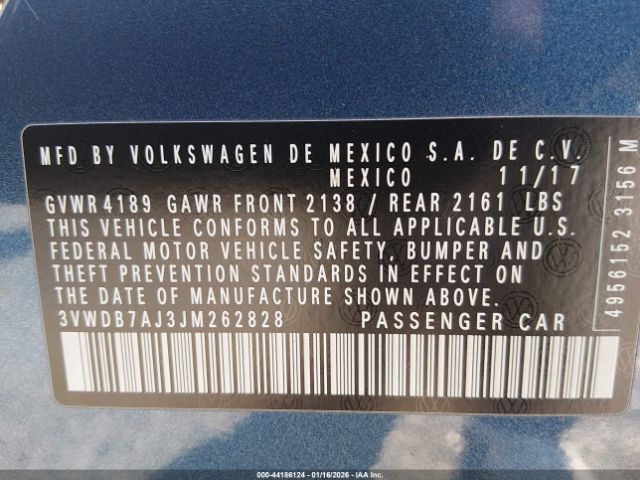 MFD BY VOLKSWAGEN DE MEXICO S.A. DE C.V.
MEXICO 11/17
GVWR 4189 GAWR FRONT 2138 / REAR 2161 LBS
THIS VEHICLE CONFORMS TO ALL APPLICABLE U.S.
FEDERAL MOTOR VEHICLE SAFETY, BUMPER AND
THEFT PREVENTION STANDARDS IN EFFECT ON
THE DATE OF MANUFACTURE SHOWN ABOVE.
3VWDB7AJ3JM262828 PASSENGER CAR
4956152 3156 M
000-44186124 | 01/16/2026 | IAAI.COM